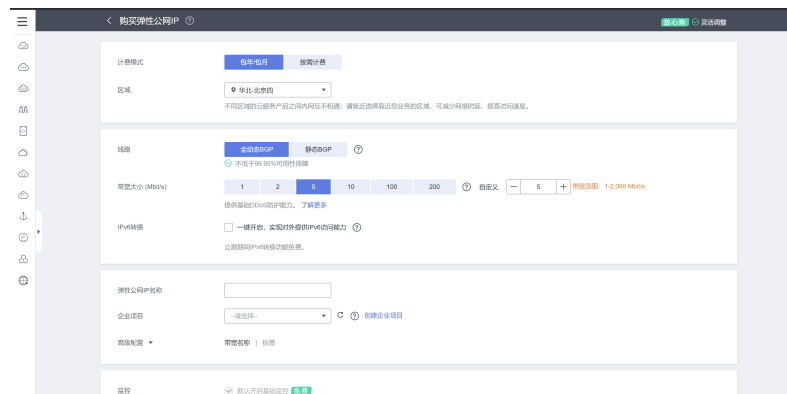 购买弹性公网IP
放心购 灵活调整
计费模式 包年/包月 按需计费
区域 华北-北京四
不同区域的云服务产品之间内网互不相通；请就近选择靠近您业务的区域，可减少网络时延，提高访问速度。
线路 全动态BGP 静态BGP
不低于99.95%可用性保障
带宽大小 (Mbit/s) 1 2 5 10 100 200 自定义 — 5 + 带宽范围：1-2,000 Mbit/s
提供基础DDoS防护能力。 了解更多
IPv6转换 一键开启，实现对外提供IPv6访问能力
公测期间IPv6转换功能免费。
弹性公网IP名称
企业项目 --请选择-- 创建企业项目
高级配置 带宽名称 | 标签
监控 默认开启基础监控 免费